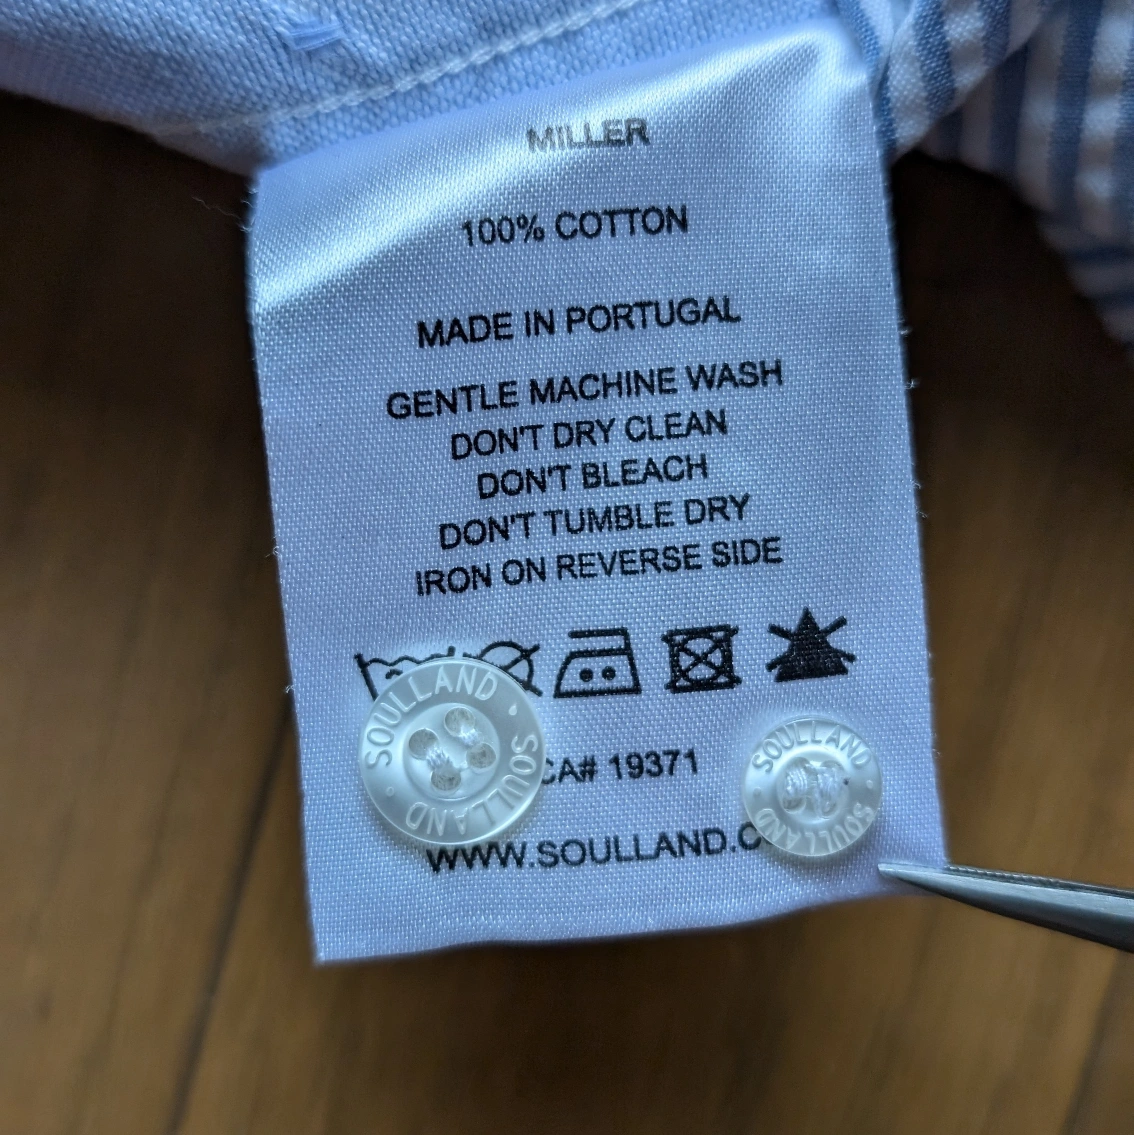 MILLER
100% COTTON
MADE IN PORTUGAL
GENTLE MACHINE WASH
DON'T DRY CLEAN
DON'T BLEACH
DON'T TUMBLE DRY
IRON ON REVERSE SIDE
SOULLAND · SOULLAND ·
CA# 19371
SOULLAND · SOULLAND ·
WWW.SOULLAND.C